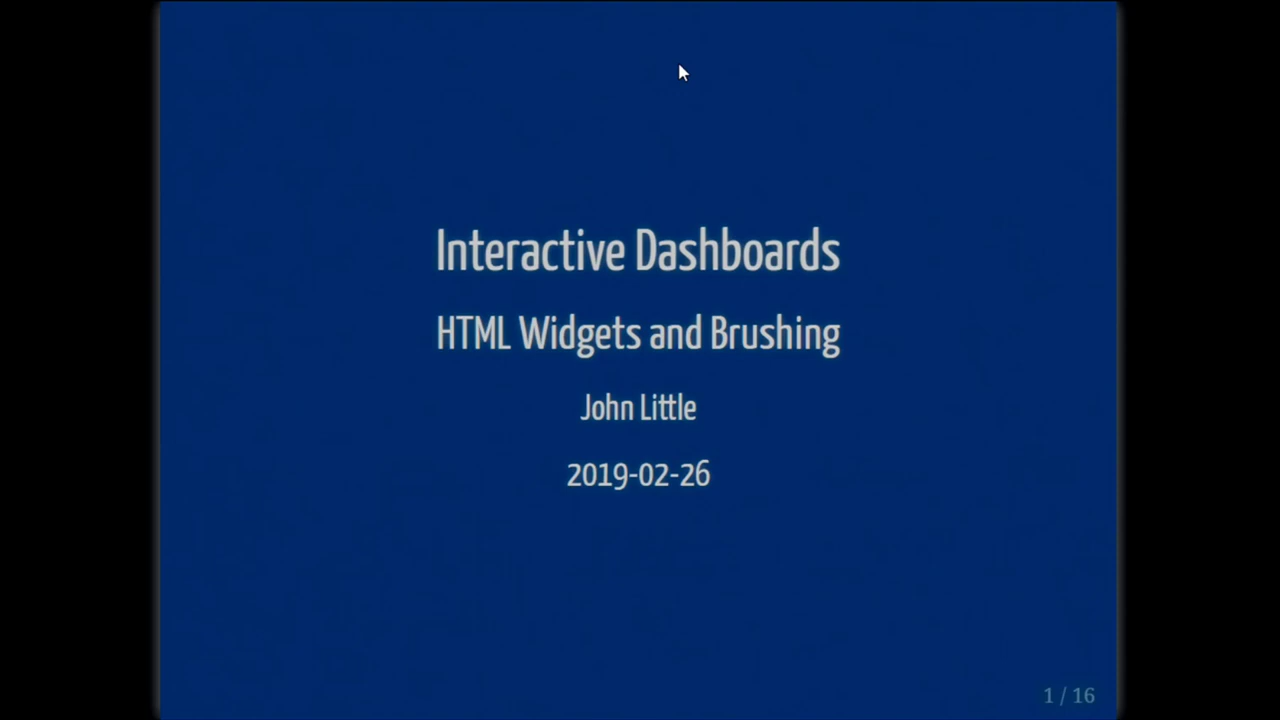 Interactive Dashboards
HTML Widgets and Brushing
John Little
2019-02-26
1 / 16